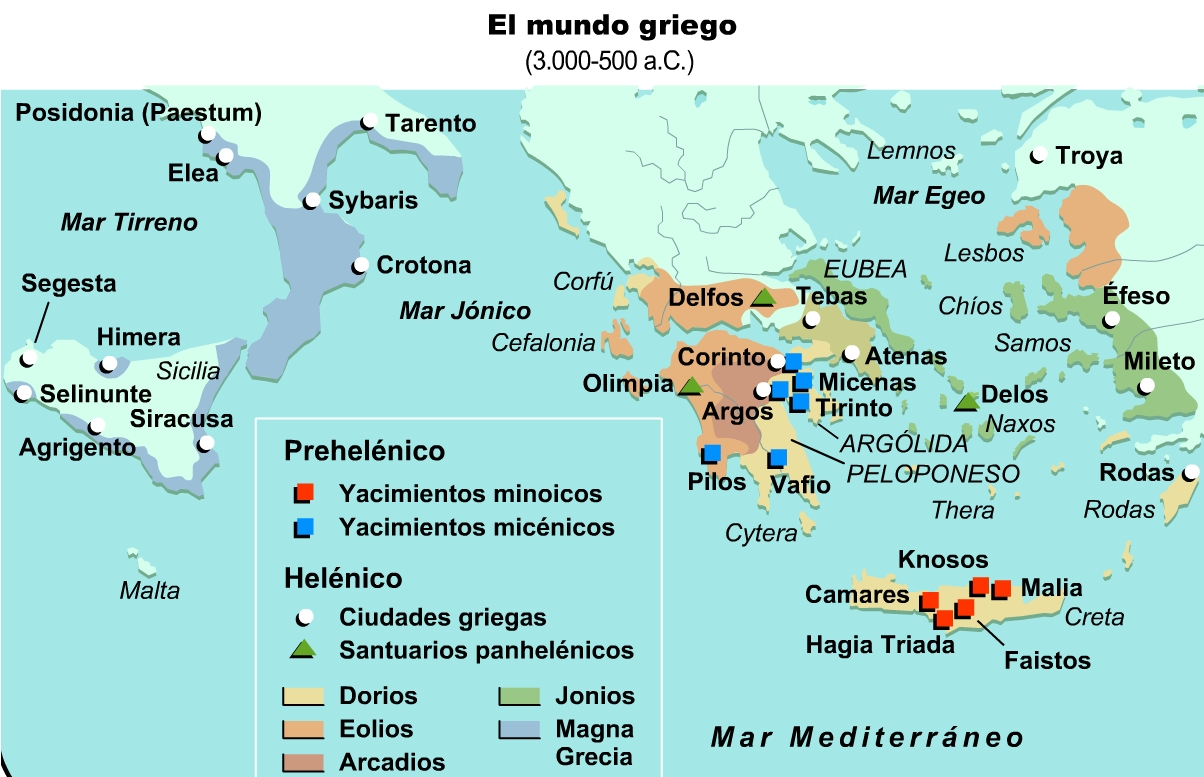 El mundo griego
(3.000-500 a.C.)
Posidonia (Paestum)
Tarento
Elea
Sybaris
Mar Tirreno
Crotona
Segesta
Mar Jónico
Himera
Sicilia
Selinunte
Siracusa
Agrigento
Malta
Lemnos
Troya
Mar Egeo
Lesbos
EUBEA
Corfú
Delfos
Tebas
Chíos
Éfeso
Cefalonia
Samos
Corinto
Atenas
Mileto
Olimpia
Micenas
Delos
Argos
Tirinto
Naxos
ARGÓLIDA
PELOPONESO
Pilos
Vafio
Rodas
Thera
Rodas
Cytera
Knosos
Camares
Malia
Creta
Hagia Triada
Faistos
Mar Mediterráneo
Prehelénico
Yacimientos minoicos
Yacimientos micénicos
Helénico
Ciudades griegas
Santuarios panhelénicos
Dorios
Jonios
Eolios
Magna
Grecia
Arcadios